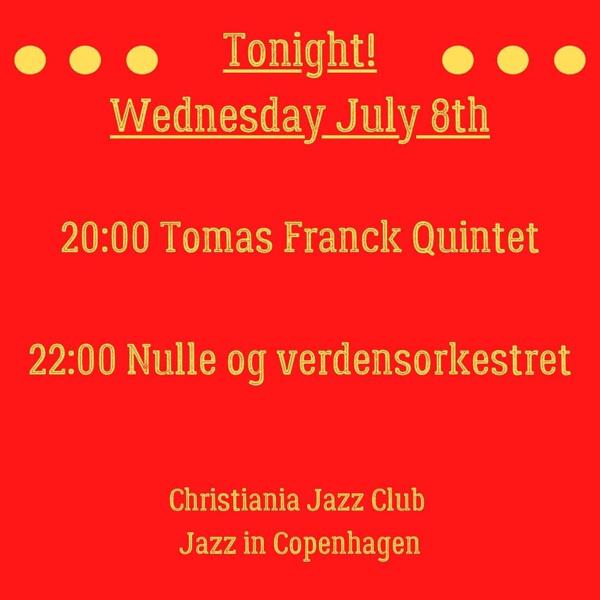 Tonight!
Wednesday July 8th
20:00 Tomas Franck Quintet
22:00 Nulle og verdensorkestret
Christiania Jazz Club
Jazz in Copenhagen